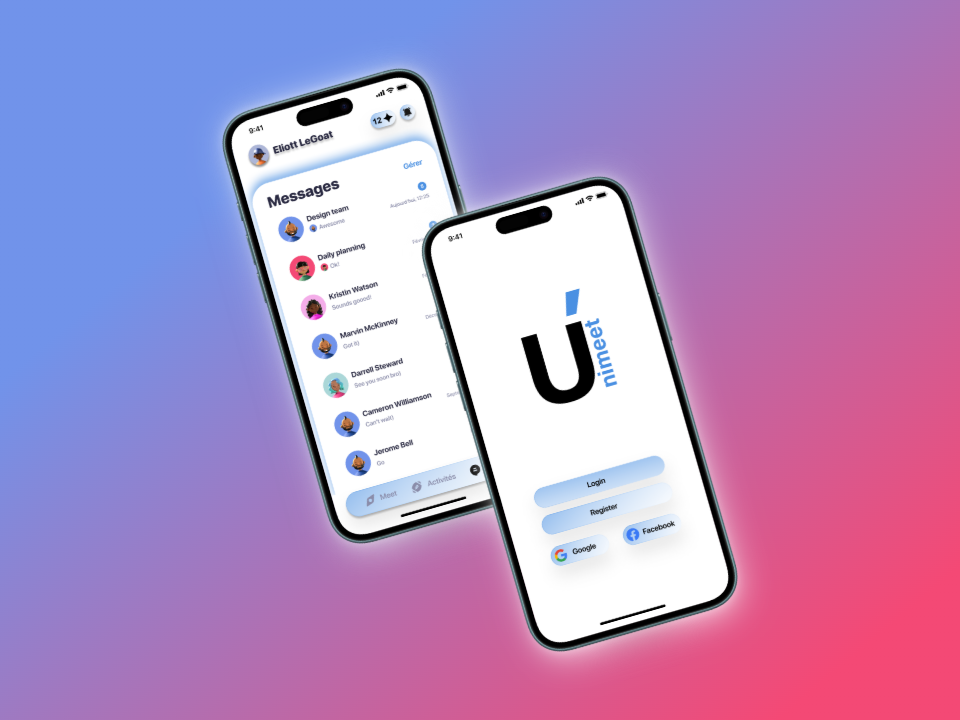 9:41
Eliott LeGoat
12
Gérer
Messages
Design team
Awesome
Aujourd'hui, 12:25
Daily planning
Ok!
Kristin Watson
Sounds goood!
Marvin McKinney
Got it)
Darrell Steward
See you soon bro)
Cameron Williamson
Can't wait!
Jerome Bell
Go
Meet
Activités
9:41
U
nimeet
Login
Register
Google
Facebook